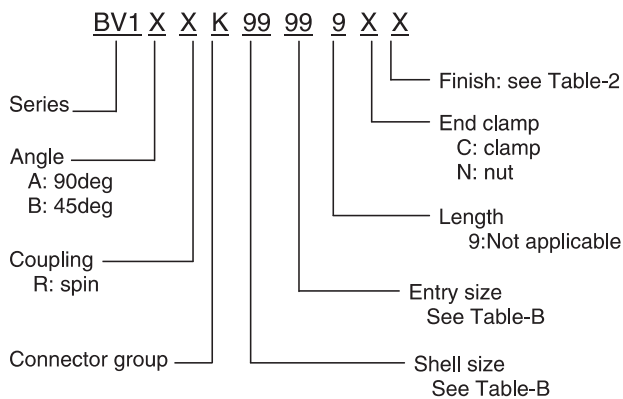 BV1 X X K 99 99 9 X X
Finish: see Table-2
Series
End clamp
C: clamp
N: nut
Angle
A: 90deg
B: 45deg
Length
9:Not applicable
Coupling
R: spin
Entry size
See Table-B
Connector group
Shell size
See Table-B